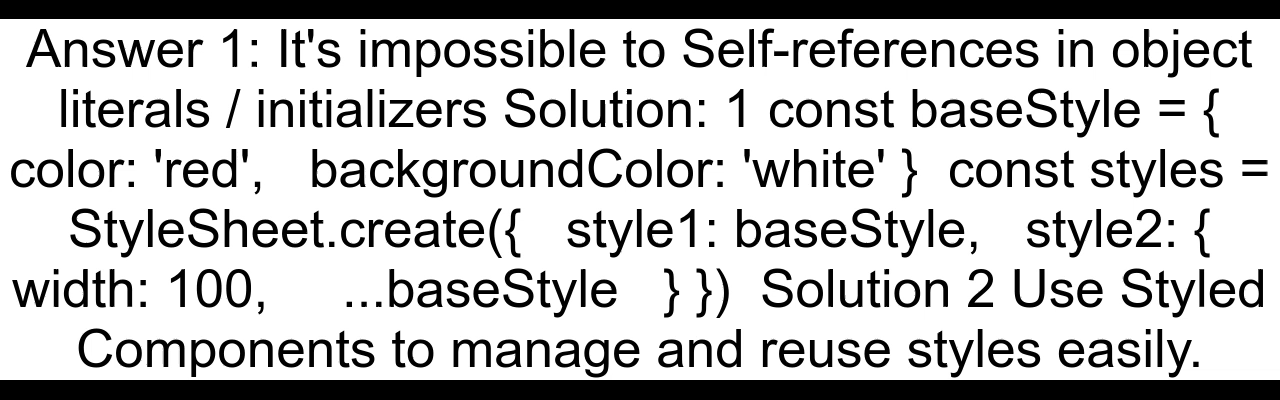 Answer 1: It's impossible to Self-references in object
literals / initializers Solution: 1 const baseStyle = {
color: 'red',   backgroundColor: 'white' }  const styles =
StyleSheet.create({   style1: baseStyle,   style2: {
width: 100,     ...baseStyle   } })  Solution 2 Use Styled
Components to manage and reuse styles easily.